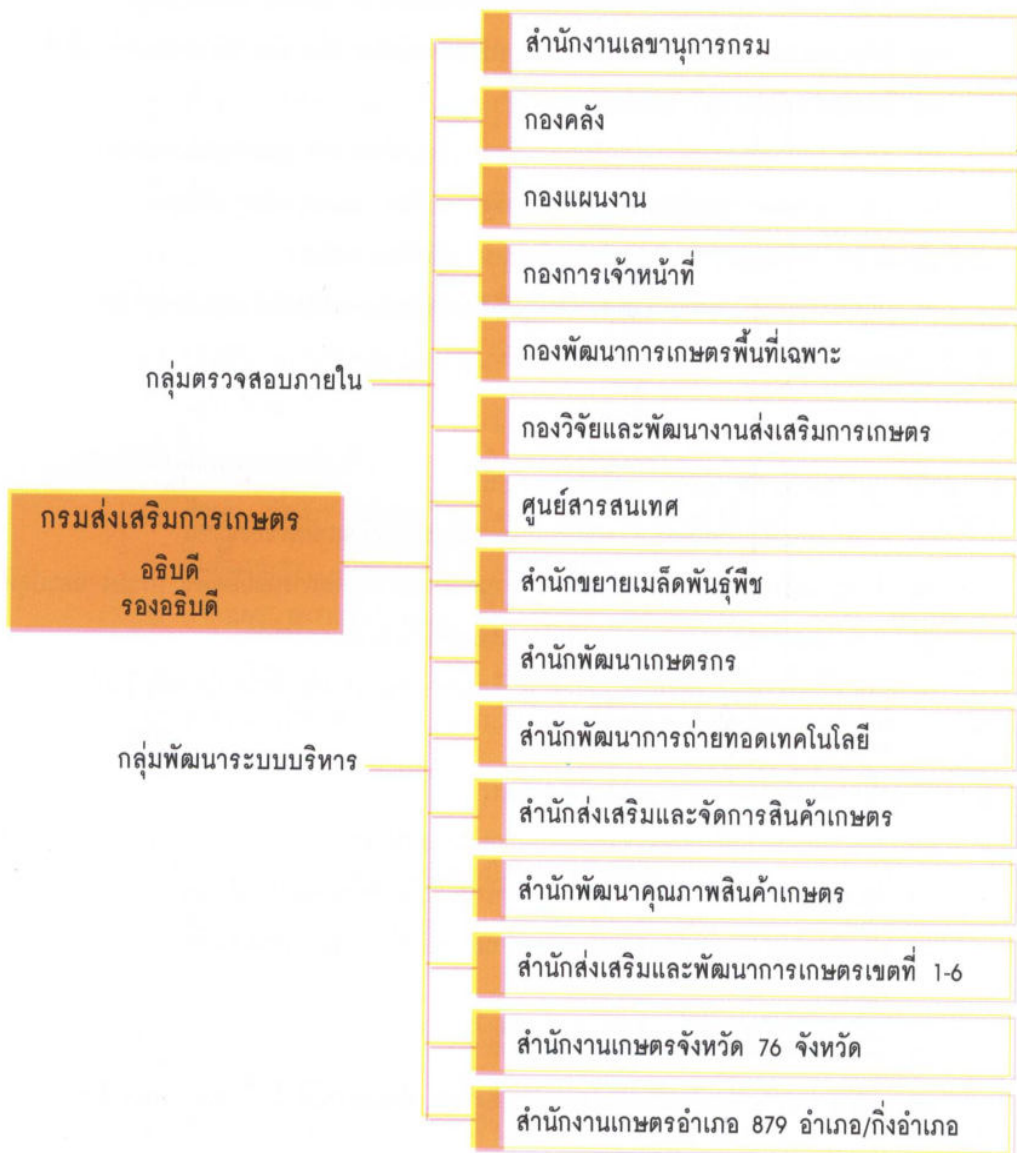 สำนักงานเลขานุการกรม
กองคลัง
กองแผนงาน
กองการเจ้าหน้าที่
กองพัฒนาการเกษตรพื้นที่เฉพาะ
กลุ่มตรวจสอบภายใน
กองวิจัยและพัฒนางานส่งเสริมการเกษตร
ศูนย์สารสนเทศ
กรมส่งเสริมการเกษตร
อธิบดี
รองอธิบดี
สำนักขยายเมล็ดพันธุ์พืช
สำนักพัฒนาเกษตรกร
สำนักพัฒนาการถ่ายทอดเทคโนโลยี
กลุ่มพัฒนาระบบบริหาร
สำนักส่งเสริมและจัดการสินค้าเกษตร
สำนักพัฒนาคุณภาพสินค้าเกษตร
สำนักส่งเสริมและพัฒนาการเกษตรเขตที่ 1-6
สำนักงานเกษตรจังหวัด 76 จังหวัด
สำนักงานเกษตรอำเภอ 879 อำเภอ/กิ่งอำเภอ